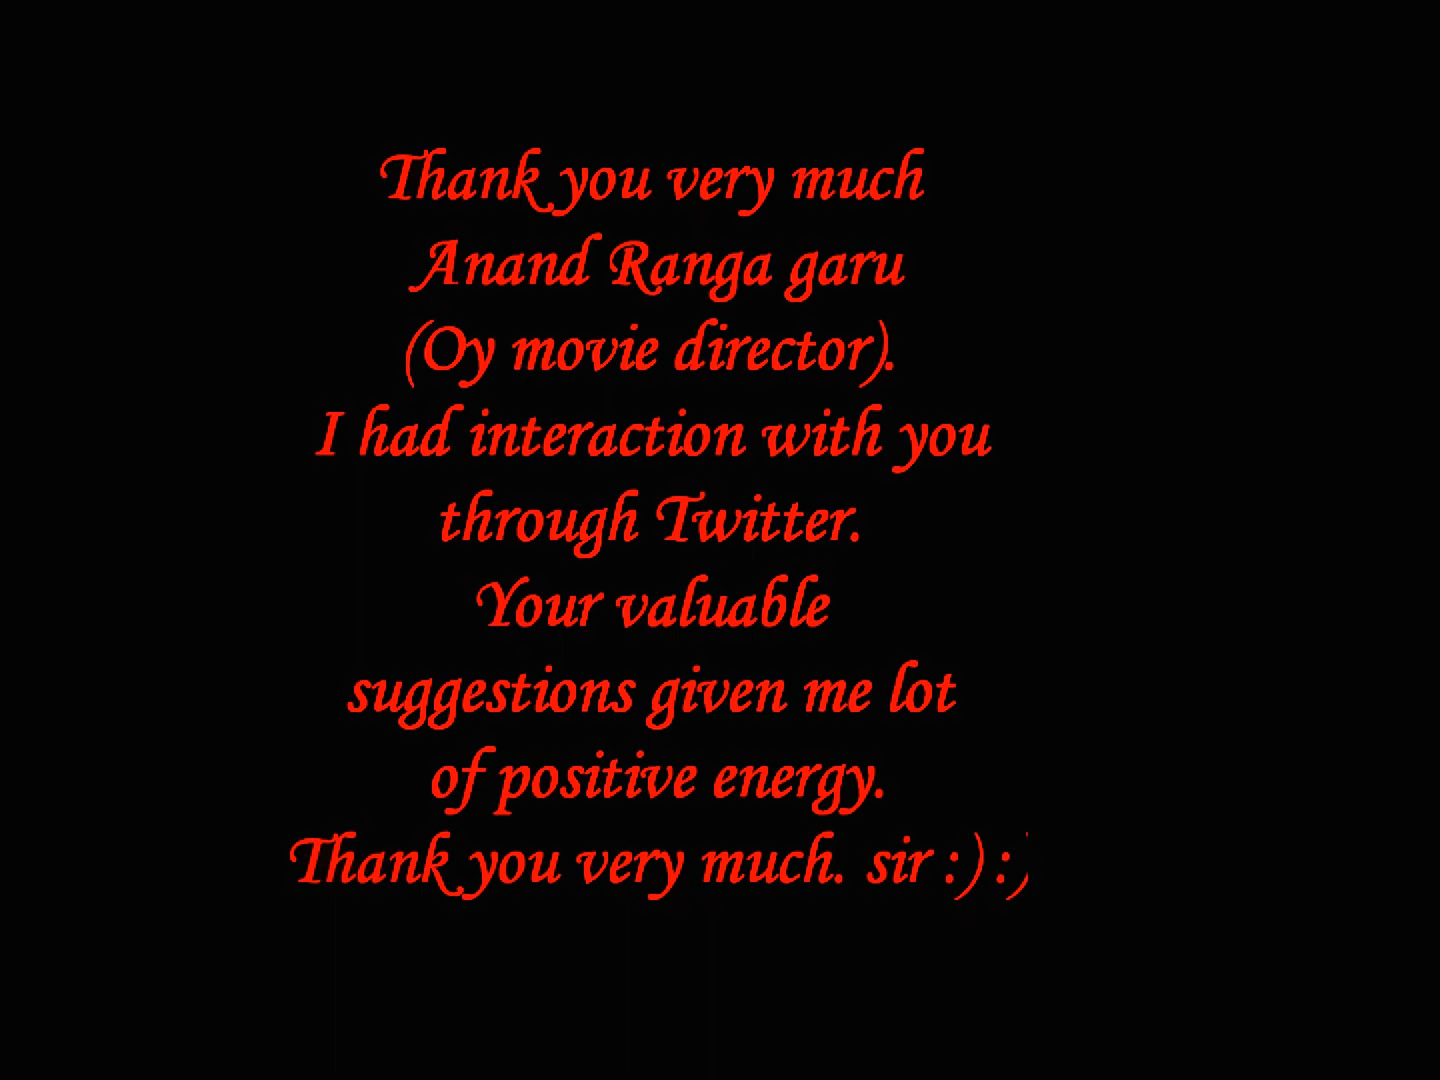 Thank you very much
Anand Ranga garu
(Oy movie director).
I had interaction with you
through Twitter.
Your valuable
suggestions given me lot
of positive energy.
Thank you very much. sir :) :)